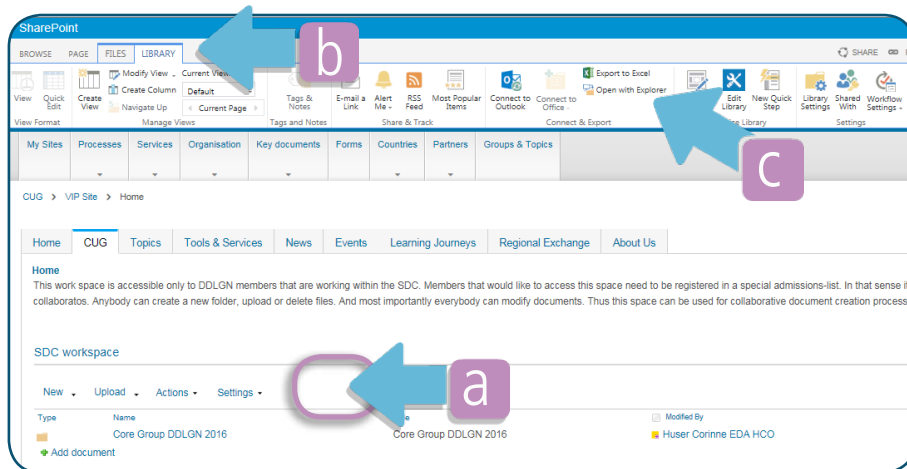 SharePoint
BROWSE PAGE FILES LIBRARY b SHARE
View Quick Edit Create View Modify View Create Column Navigate Up Current View Default Current Page Tags & Notes E-mail a Link Alert Me RSS Feed Most Popular Items Connect to Outlook Connect to Office Export to Excel Open with Explorer Edit Library New Quick Step Library Settings Shared With Workflow Settings
View Format Manage Views Tags and Notes Share & Track Connect & Export Library Settings
My Sites Processes Services Organisation Key documents Forms Countries Partners Groups & Topics
C
CUG > VIP Site > Home
Home CUG Topics Tools & Services News Events Learning Journeys Regional Exchange About Us
Home
This work space is accessible only to DDLGN members that are working within the SDC. Members that would like to access this space need to be registered in a special admissions-list. In that sense
collaboratos. Anybody can create a new folder, upload or delete files. And most importantly everybody can modify documents. Thus this space can be used for collaborative document creation process
SDC workspace
a
New Upload Actions Settings
Type Name Modified By
Core Group DDLGN 2016 Core Group DDLGN 2016 Huser Corinne EDA HCO
Add document